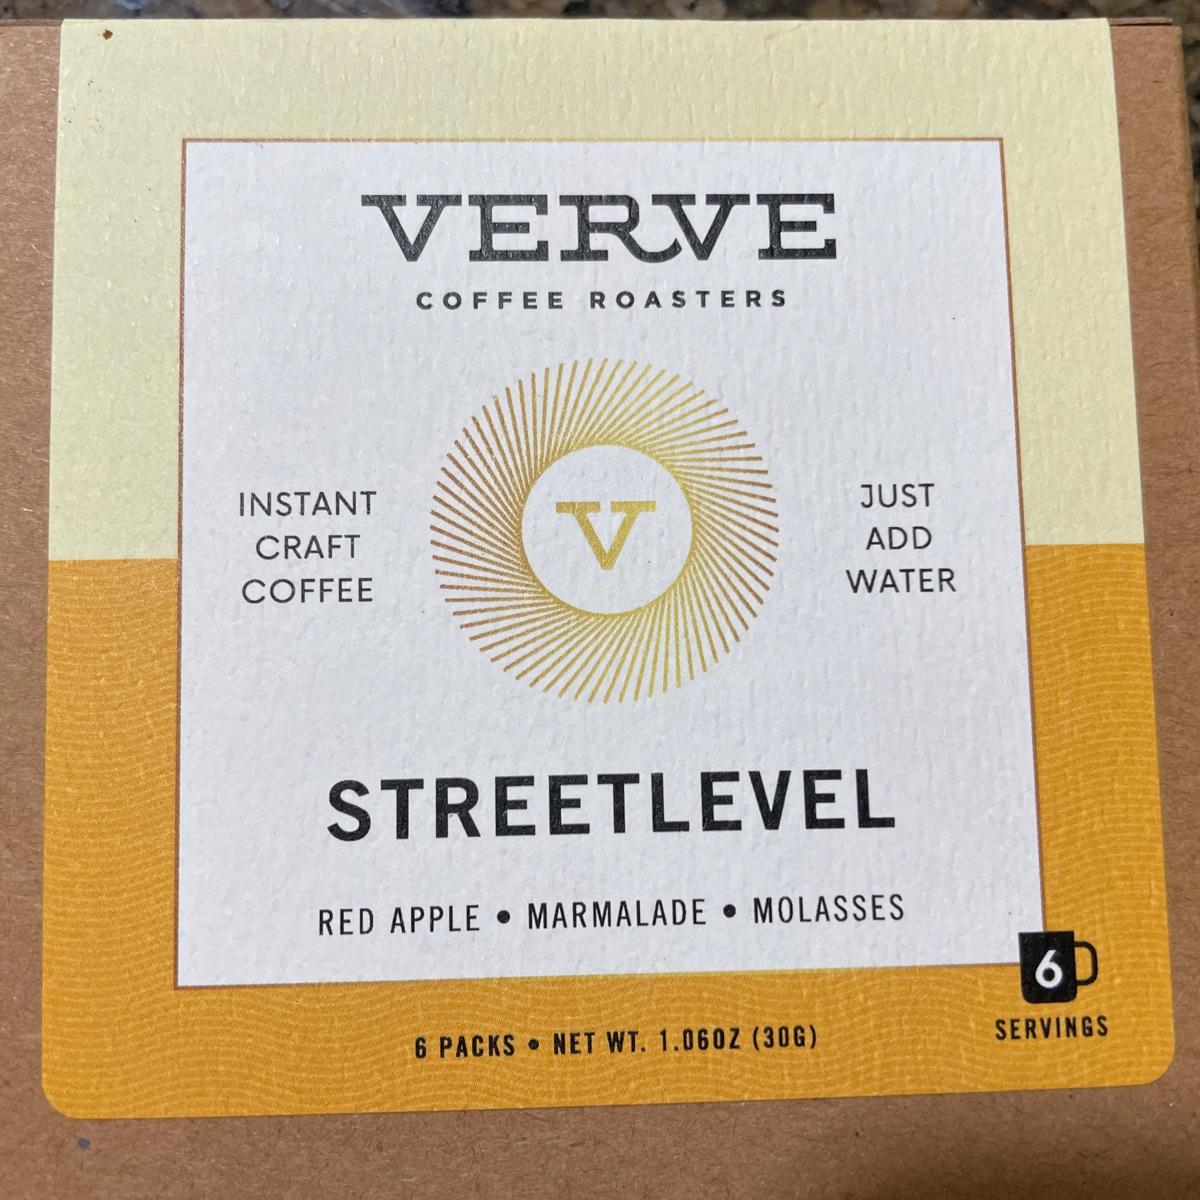 VERVE
COFFEE ROASTERS
INSTANT
CRAFT
COFFEE
V
JUST
ADD
WATER
STREETLEVEL
RED APPLE • MARMALADE • MOLASSES
6
SERVINGS
6 PACKS • NET WT. 1.06OZ (30G)